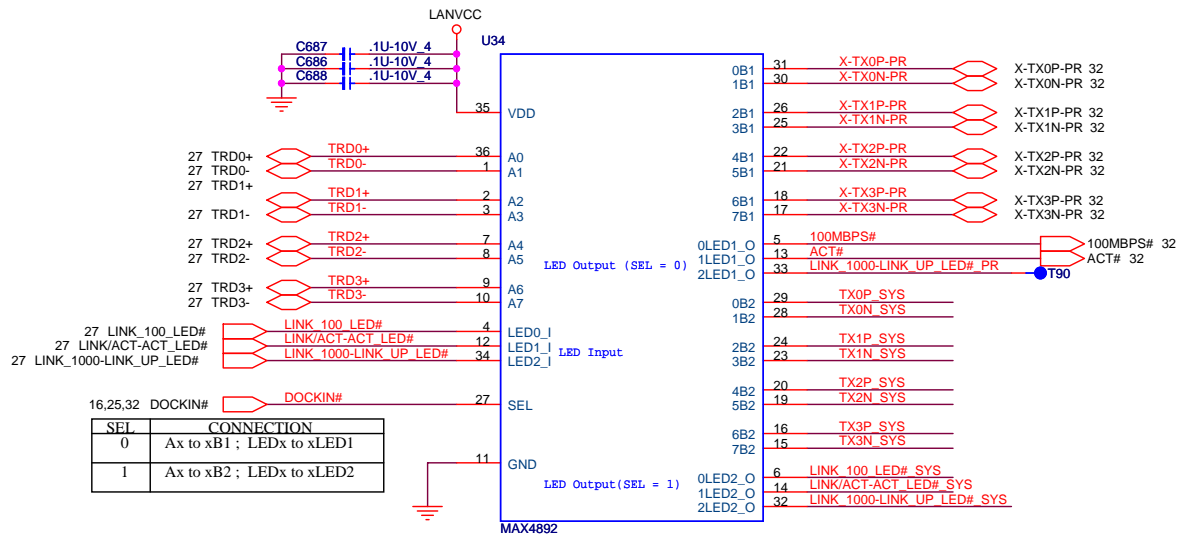 LANVCC
C687 .1U-10V_4
C686 .1U-10V_4
C688 .1U-10V_4
U34
35 VDD
27 TRD0+ TRD0+ 36 A0
27 TRD0- TRD0- 1 A1
27 TRD1+ TRD1+ 2 A2
27 TRD1- TRD1- 3 A3
27 TRD2+ TRD2+ 7 A4
27 TRD2- TRD2- 8 A5
27 TRD3+ TRD3+ 9 A6
27 TRD3- TRD3- 10 A7
27 LINK_100_LED# LINK_100_LED# 4 LED0_I
27 LINK/ACT-ACT_LED# LINK/ACT-ACT_LED# 12 LED1_I
27 LINK_1000-LINK_UP_LED# LINK_1000-LINK_UP_LED# 34 LED2_I
LED Input
16,25,32 DOCKIN# DOCKIN# 27 SEL
SEL CONNECTION
0 Ax to xB1 ; LEDx to xLED1
1 Ax to xB2 ; LEDx to xLED2
11 GND
0B1 31 X-TX0P-PR X-TX0P-PR 32
1B1 30 X-TX0N-PR X-TX0N-PR 32
2B1 26 X-TX1P-PR X-TX1P-PR 32
3B1 25 X-TX1N-PR X-TX1N-PR 32
4B1 22 X-TX2P-PR X-TX2P-PR 32
5B1 21 X-TX2N-PR X-TX2N-PR 32
6B1 18 X-TX3P-PR X-TX3P-PR 32
7B1 17 X-TX3N-PR X-TX3N-PR 32
0LED1_O 5 100MBPS# 100MBPS# 32
LED Output (SEL = 0) 1LED1_O 13 ACT# ACT# 32
2LED1_O 33 LINK_1000-LINK_UP_LED#_PR T90
0B2 29 TX0P_SYS
1B2 28 TX0N_SYS
2B2 24 TX1P_SYS
3B2 23 TX1N_SYS
4B2 20 TX2P_SYS
5B2 19 TX2N_SYS
6B2 16 TX3P_SYS
7B2 15 TX3N_SYS
0LED2_O 6 LINK_100_LED#_SYS
LED Output(SEL = 1) 1LED2_O 14 LINK/ACT-ACT_LED#_SYS
2LED2_O 32 LINK_1000-LINK_UP_LED#_SYS
MAX4892